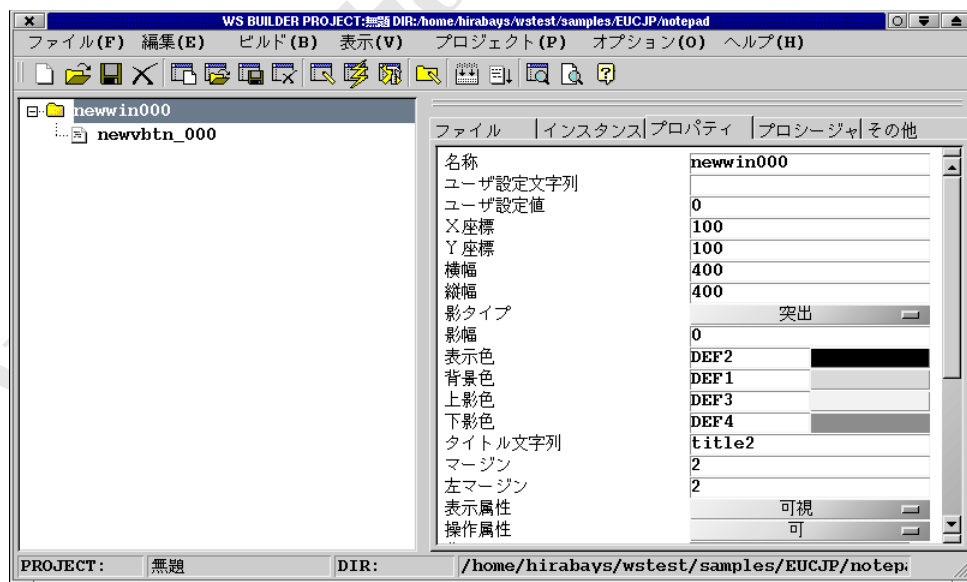 WS BUILDER PROJECT:無題 DIR:/home/hirabays/wstest/samples/EUCJP/notepad
ファイル(F) 編集(E) ビルド(B) 表示(V) プロジェクト(P) オプション(O) ヘルプ(H)
newwin000
newvbtn_000
ファイル インスタンス プロパティ プロシージャ その他
名称 newwin000
ユーザ設定文字列
ユーザ設定値 0
X座標 100
Y座標 100
横幅 400
縦幅 400
影タイプ 突出
影幅 0
表示色 DEF2
背景色 DEF1
上影色 DEF3
下影色 DEF4
タイトル文字列 title2
マージン 2
左マージン 2
表示属性 可視
操作属性 可
PROJECT: 無題 DIR: /home/hirabays/wstest/samples/EUCJP/notepa